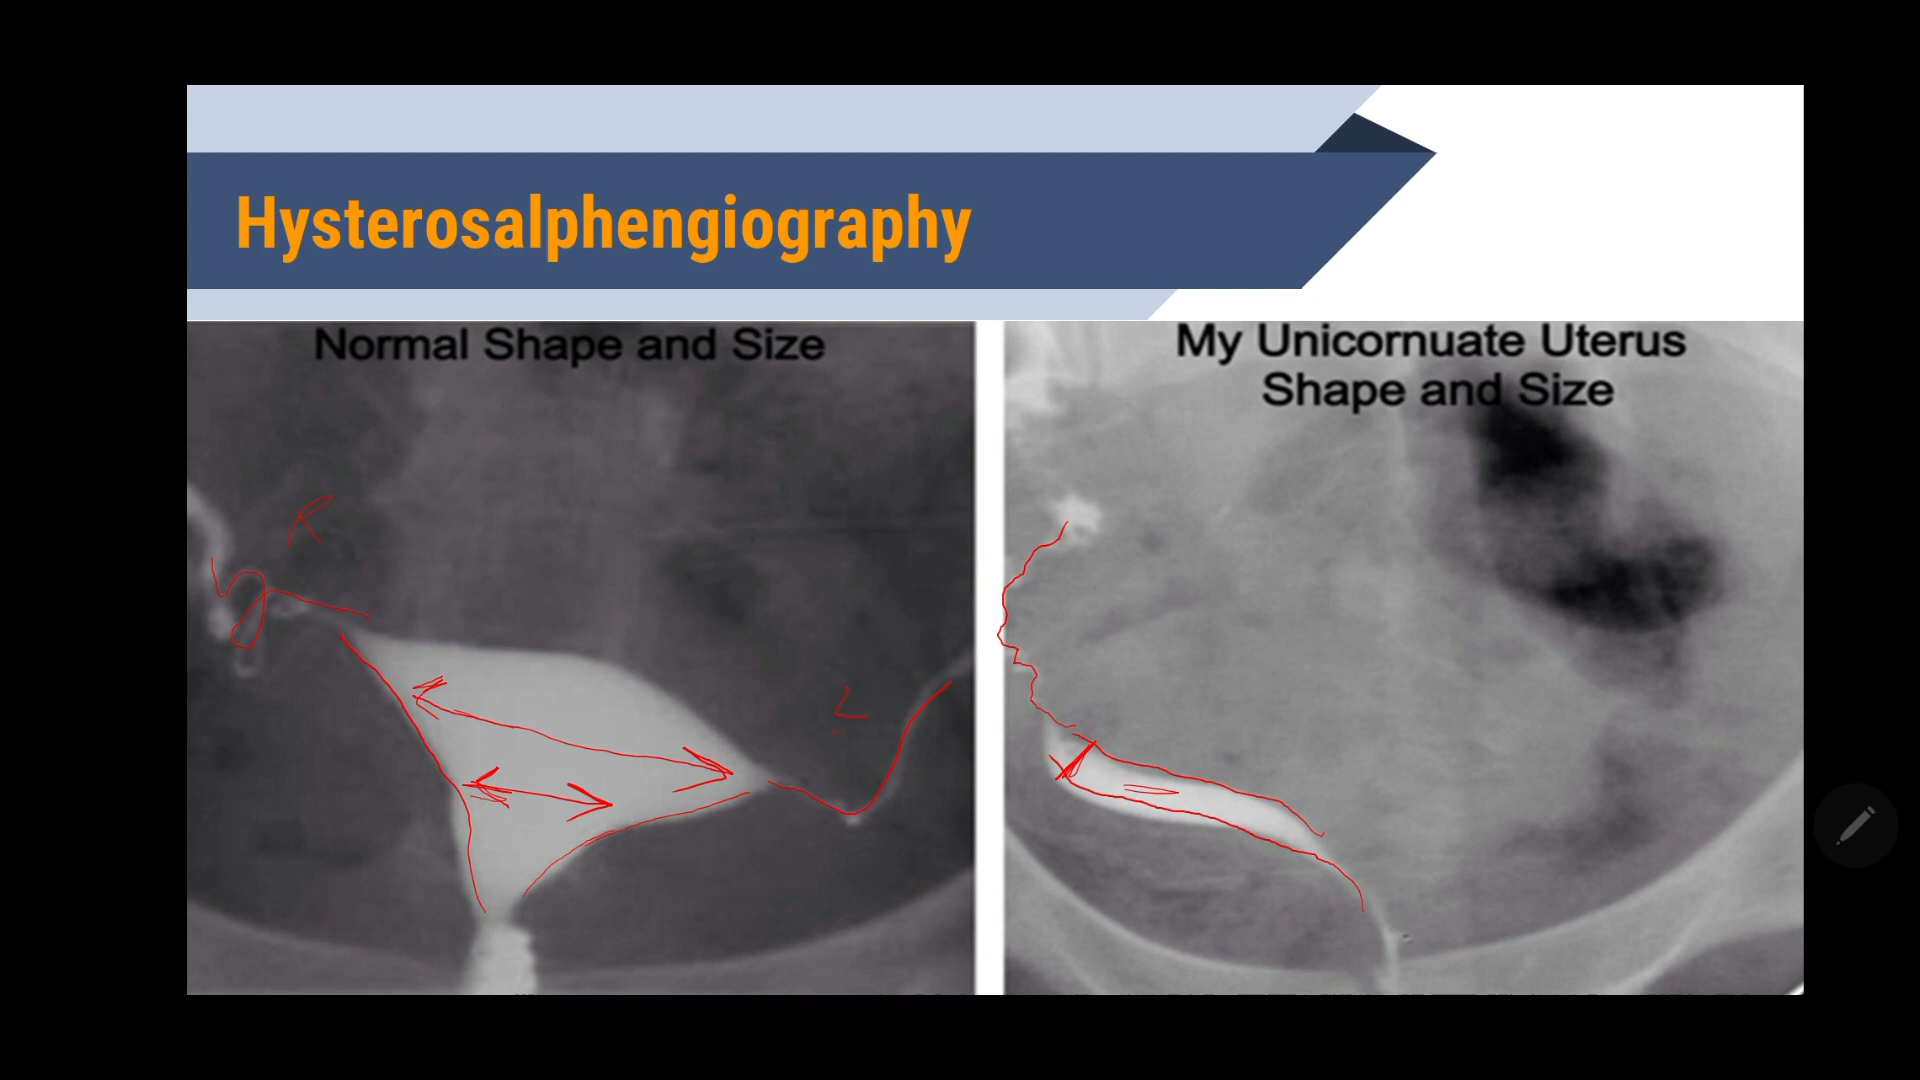 Hysterosalphengiography
Normal Shape and Size
My Unicornuate Uterus
Shape and Size
R
L